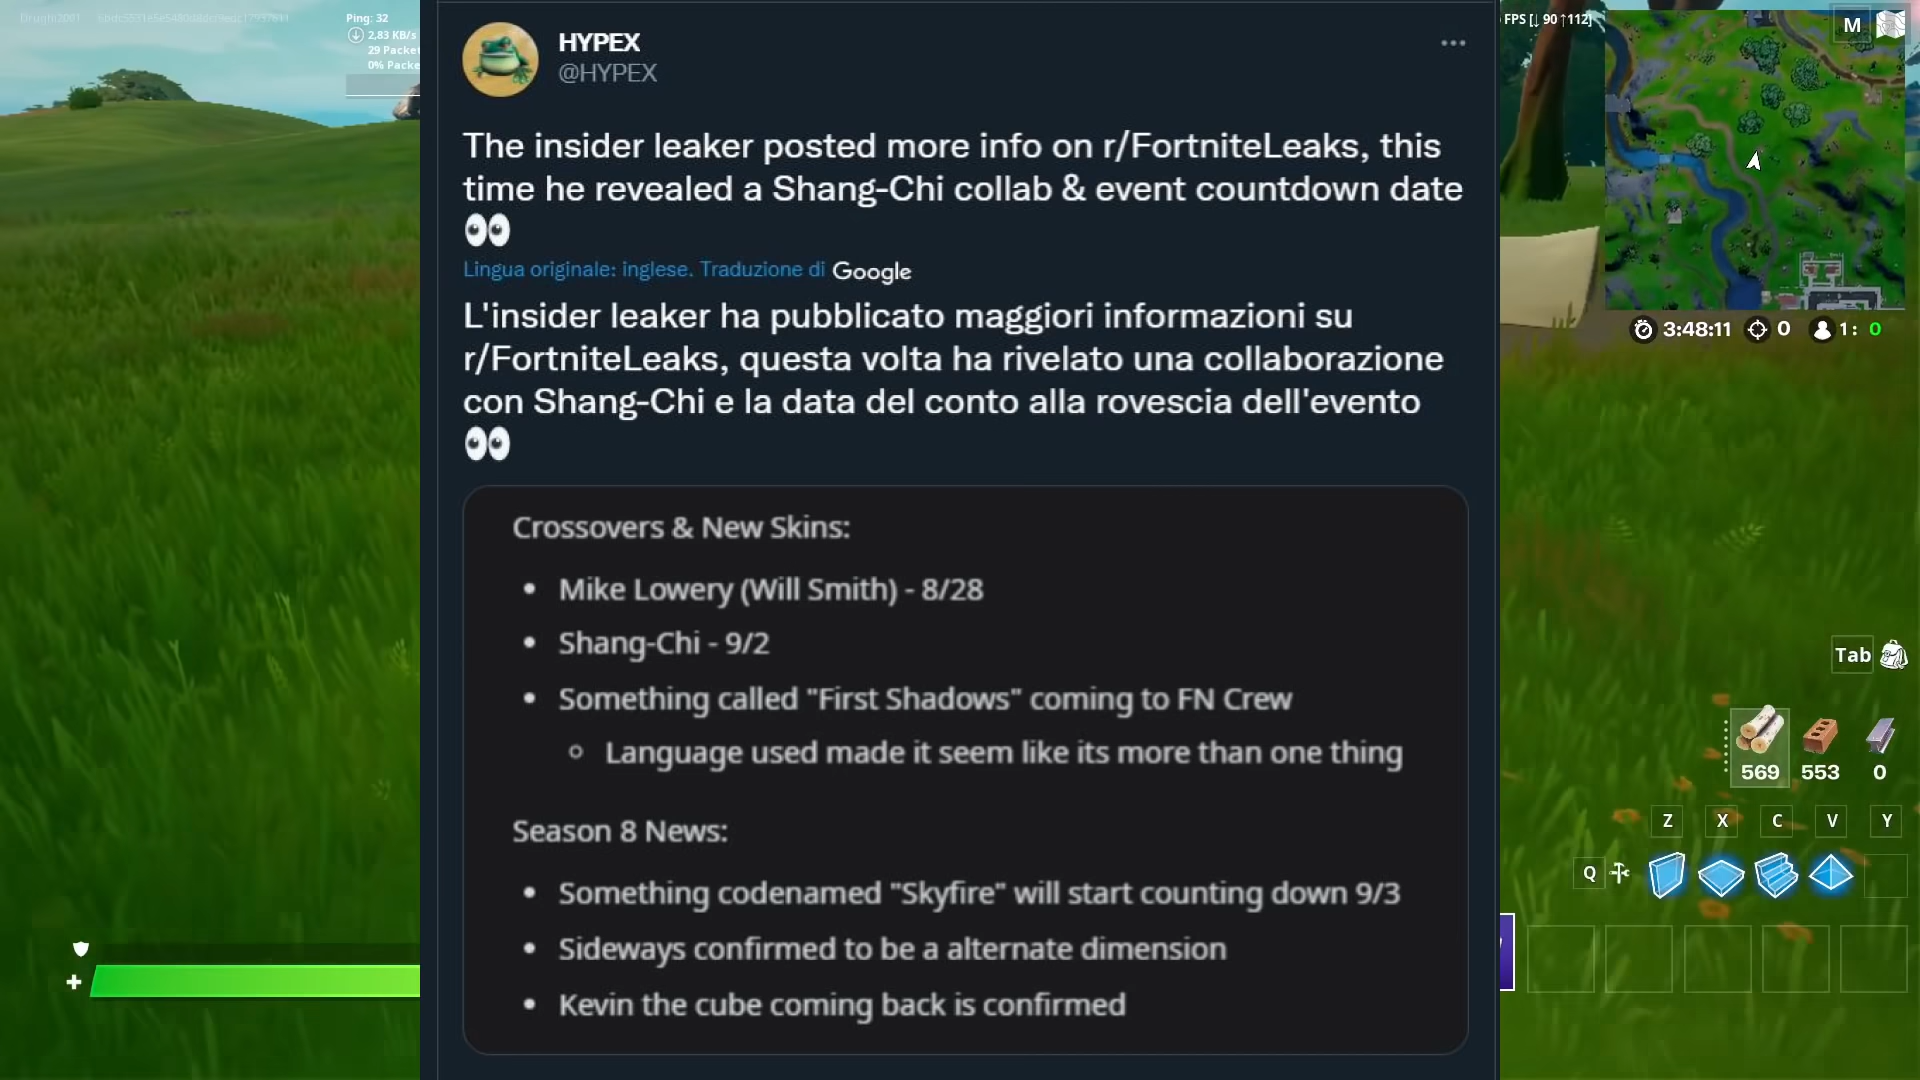 Ping: 32
2,83 KB/s
29 Packet
0% Packe
HYPEX
@HYPEX
The insider leaker posted more info on r/FortniteLeaks, this
time he revealed a Shang-Chi collab & event countdown date
👀
Lingua originale: inglese. Traduzione di Google
L'insider leaker ha pubblicato maggiori informazioni su
r/FortniteLeaks, questa volta ha rivelato una collaborazione
con Shang-Chi e la data del conto alla rovescia dell'evento
👀
Crossovers & New Skins:
• Mike Lowery (Will Smith) - 8/28
• Shang-Chi - 9/2
• Something called "First Shadows" coming to FN Crew
○ Language used made it seem like its more than one thing
Season 8 News:
• Something codenamed "Skyfire" will start counting down 9/3
• Sideways confirmed to be a alternate dimension
• Kevin the cube coming back is confirmed
FPS [↓ 90 ↑112]
M
3:48:11 0 1: 0
Tab
569 553 0
Z X C V Y
Q